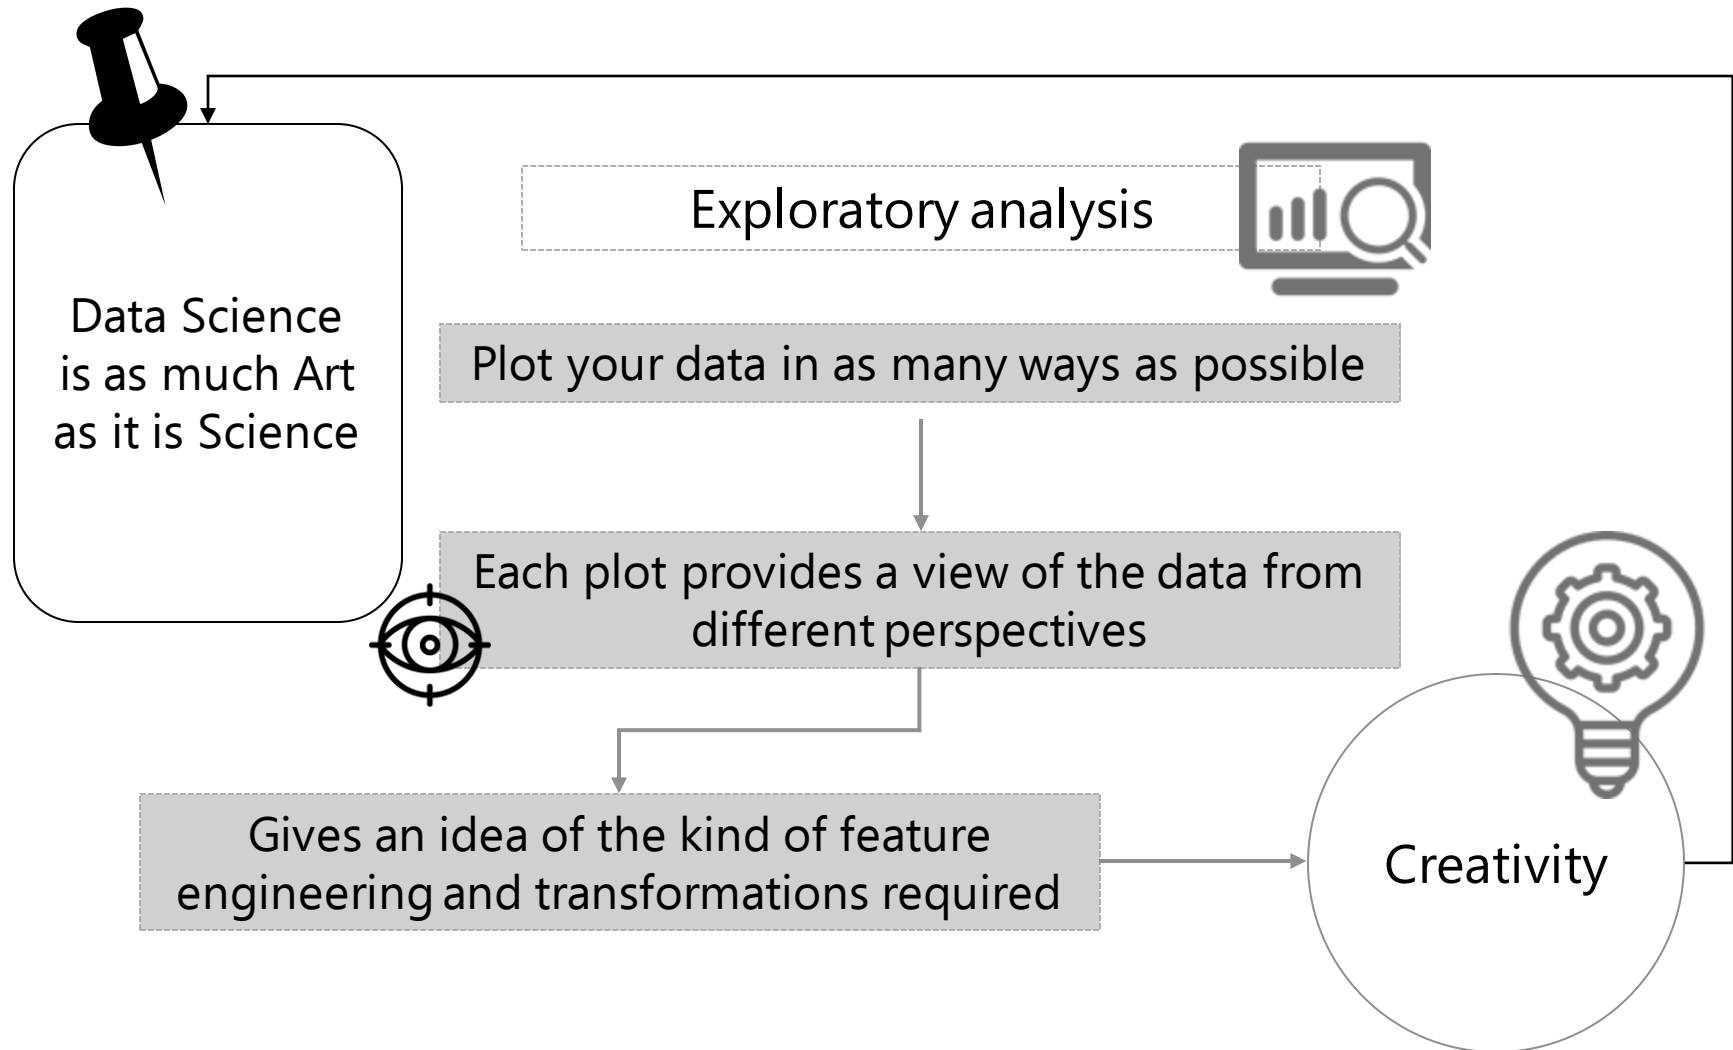 Exploratory analysis
Data Science
is as much Art
as it is Science
Plot your data in as many ways as possible
Each plot provides a view of the data from
different perspectives
Gives an idea of the kind of feature
engineering and transformations required
Creativity